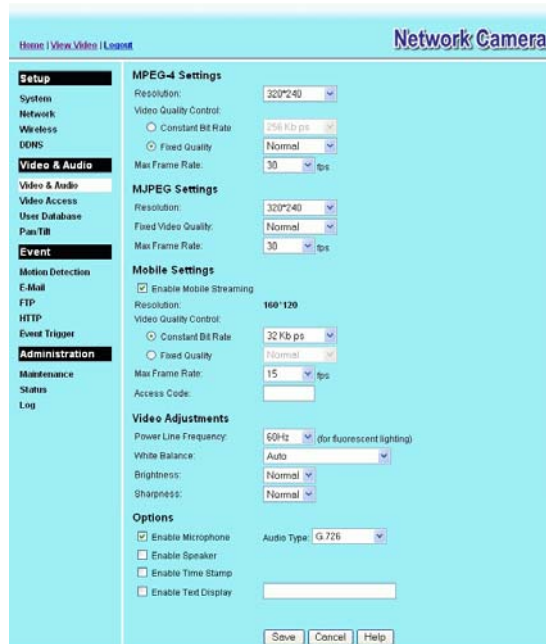 Network Camera
Home | View Video | Logout
Setup
System
Network
Wireless
DDNS
Video & Audio
Video & Audio
Video Access
User Database
Pan/Tilt
Event
Motion Detection
E-Mail
FTP
HTTP
Event Trigger
Administration
Maintenance
Status
Log
MPEG-4 Settings
Resolution: 320*240
Video Quality Control:
Constant Bit Rate 256 Kbps
Fixed Quality Normal
Max Frame Rate: 30 fps
MJPEG Settings
Resolution: 320*240
Fixed Video Quality: Normal
Max Frame Rate: 30 fps
Mobile Settings
Enable Mobile Streaming
Resolution: 160*120
Video Quality Control:
Constant Bit Rate 32 Kbps
Fixed Quality Normal
Max Frame Rate: 15 fps
Access Code:
Video Adjustments
Power Line Frequency: 60Hz (for fluorescent lighting)
White Balance: Auto
Brightness: Normal
Sharpness: Normal
Options
Enable Microphone Audio Type: G.726
Enable Speaker
Enable Time Stamp
Enable Text Display
Save Cancel Help